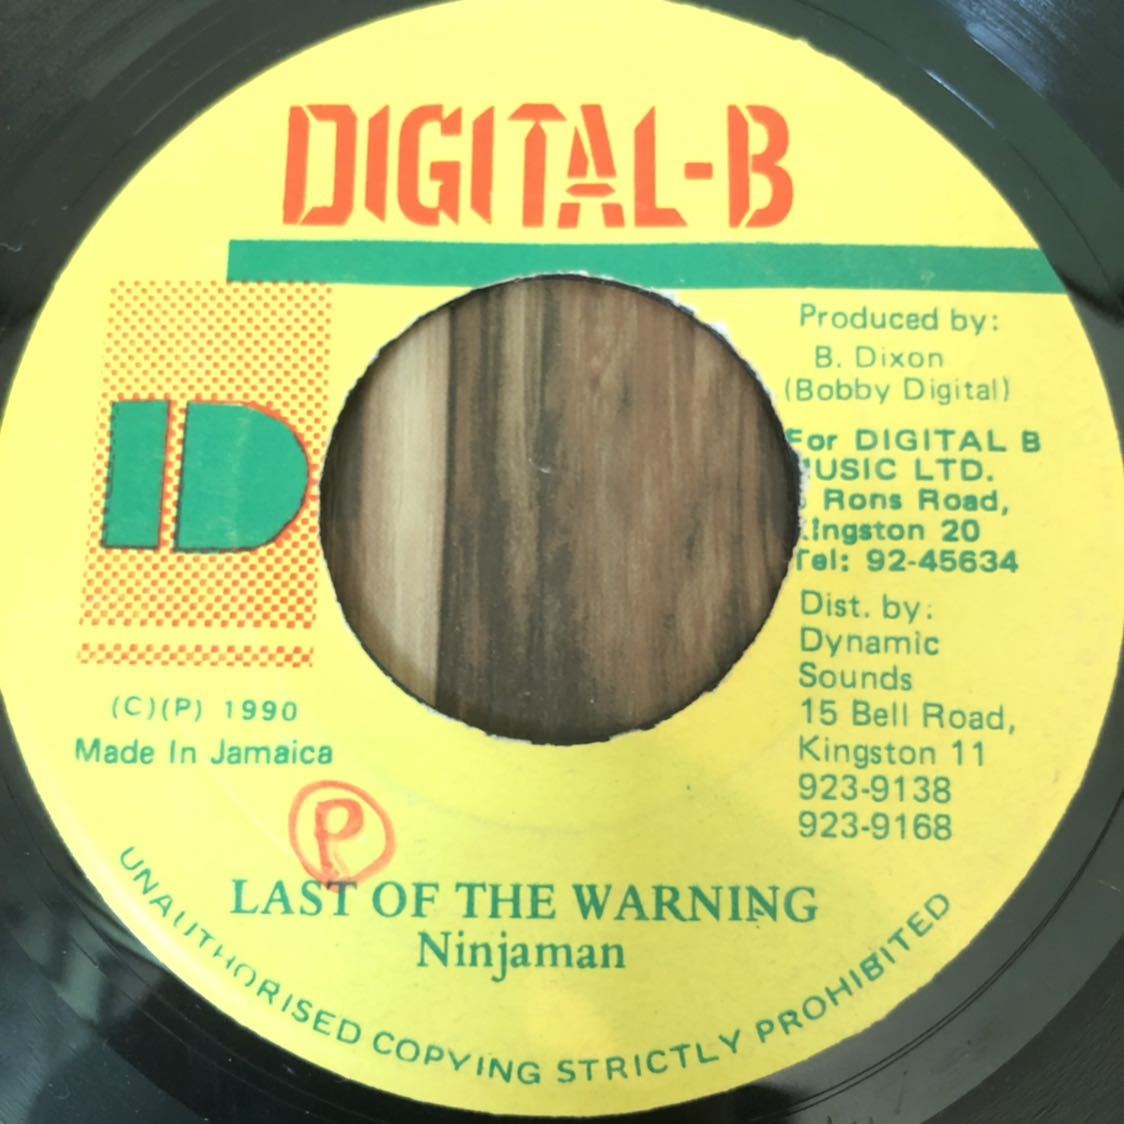 DIGITAL-B
Produced by:
B. Dixon
(Bobby Digital)
For DIGITAL B
MUSIC LTD.
Rons Road,
Kingston 20
Tel: 92-45634
Dist. by:
Dynamic
Sounds
15 Bell Road,
Kingston 11
923-9138
923-9168
ID
(C)(P) 1990
Made In Jamaica
P
LAST OF THE WARNING
Ninjaman
UNAUTHORISED COPYING STRICTLY PROHIBITED